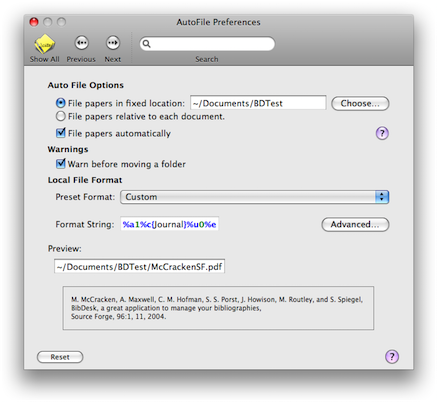 AutoFile Preferences
Show All Previous Next Search
Auto File Options
File papers in fixed location: ~/Documents/BDTest Choose...
File papers relative to each document.
File papers automatically ?
Warnings
Warn before moving a folder
Local File Format
Preset Format: Custom
Format String: %a1%c{Journal}%u0%e Advanced...
Preview:
~/Documents/BDTest/McCrackenSF.pdf
M. McCracken, A. Maxwell, C. M. Hofman, S. S. Porst, J. Howison, M. Routley, and S. Spiegel,
BibDesk, a great application to manage your bibliographies,
Source Forge, 96:1, 11, 2004.
Reset ?